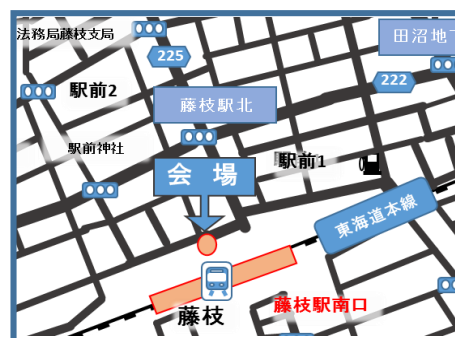 法務局藤枝支局
225
田沼地下
222
駅前2
藤枝駅北
駅前神社
駅前1
会 場
東海道本線
藤枝
藤枝駅南口